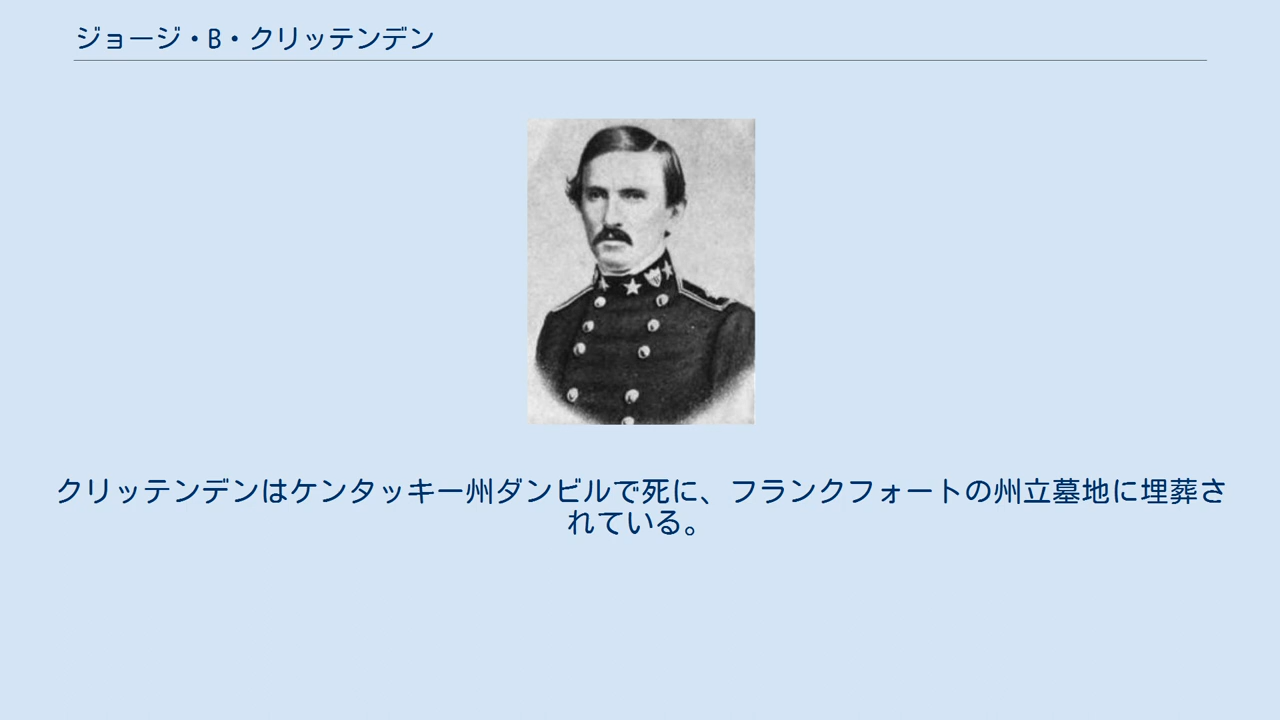 ジョージ・B・クリッテンデン
クリッテンデンはケンタッキー州ダンビルで死に、フランクフォートの州立墓地に埋葬さ
れている。